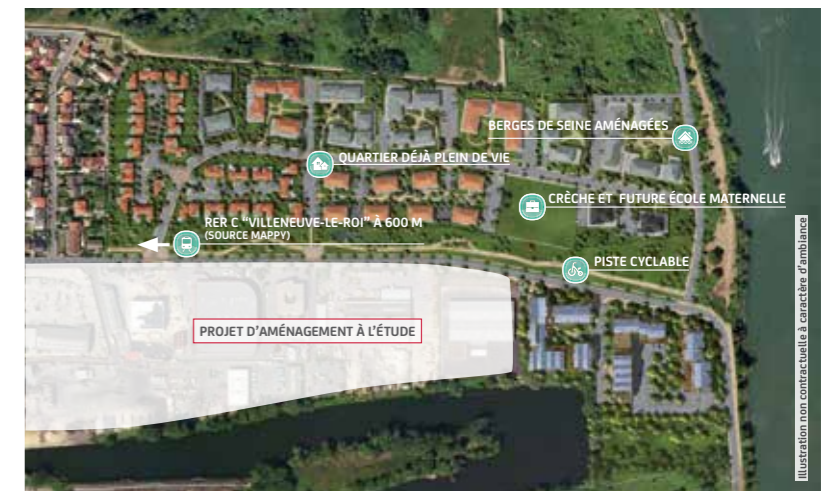 BERGES DE SEINE AMÉNAGÉES
QUARTIER DÉJÀ PLEIN DE VIE
CRÈCHE ET FUTURE ÉCOLE MATERNELLE
RER C “VILLENEUVE-LE-ROI” À 600 M
(SOURCE MAPPY)
PISTE CYCLABLE
PROJET D’AMÉNAGEMENT À L’ÉTUDE
Illustration non contractuelle à caractère d’ambiance